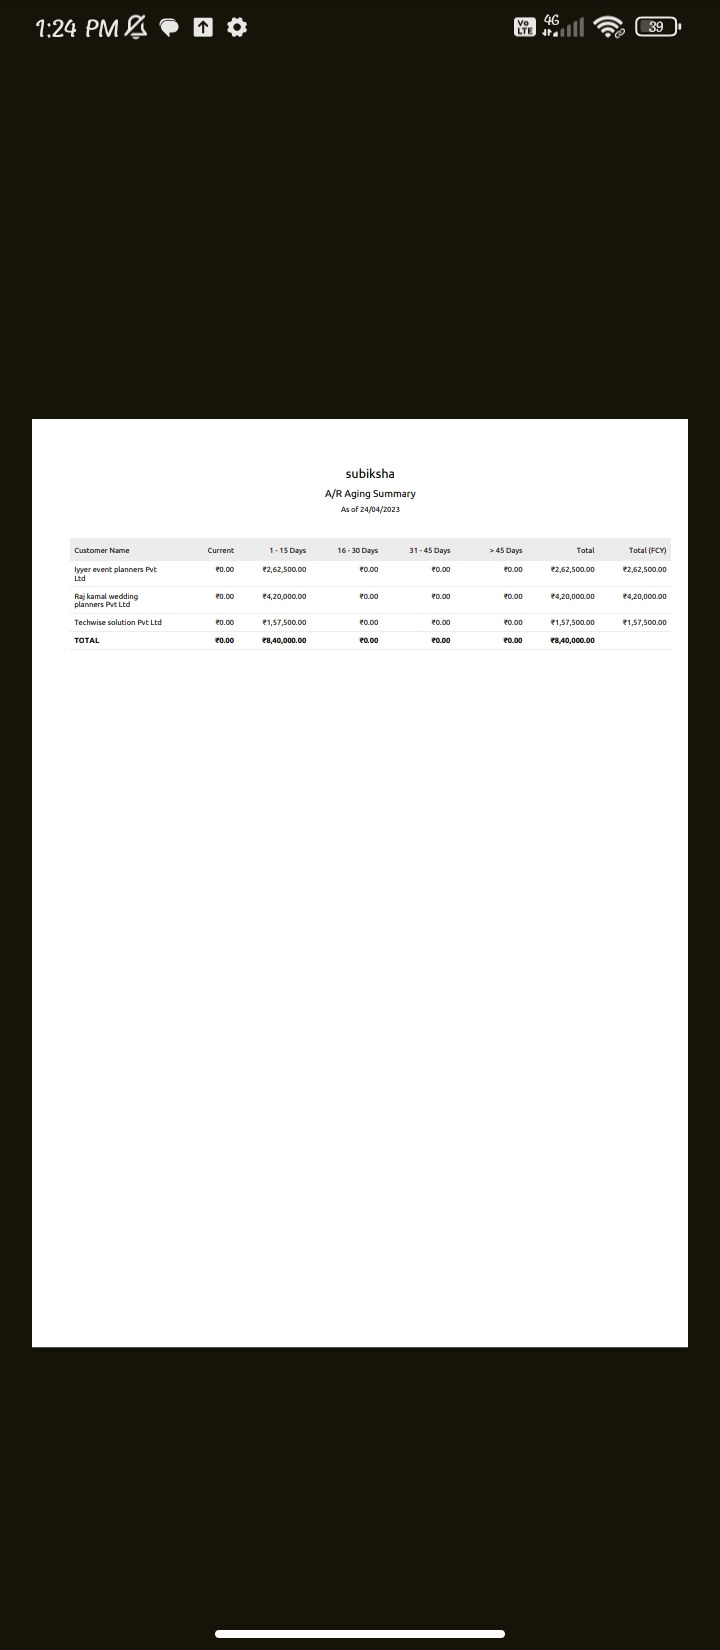 1:24 PM VoLTE 4G 39
subiksha
A/R Aging Summary
As of 24/04/2023
Customer Name Current 1 - 15 Days 16 - 30 Days 31 - 45 Days > 45 Days Total Total (FCY)
Iyyer event planners Pvt ₹0.00 ₹2,62,500.00 ₹0.00 ₹0.00 ₹0.00 ₹2,62,500.00 ₹2,62,500.00
Ltd
Raj kamal wedding ₹0.00 ₹4,20,000.00 ₹0.00 ₹0.00 ₹0.00 ₹4,20,000.00 ₹4,20,000.00
planners Pvt Ltd
Techwise solution Pvt Ltd ₹0.00 ₹1,57,500.00 ₹0.00 ₹0.00 ₹0.00 ₹1,57,500.00 ₹1,57,500.00
TOTAL ₹0.00 ₹8,40,000.00 ₹0.00 ₹0.00 ₹0.00 ₹8,40,000.00